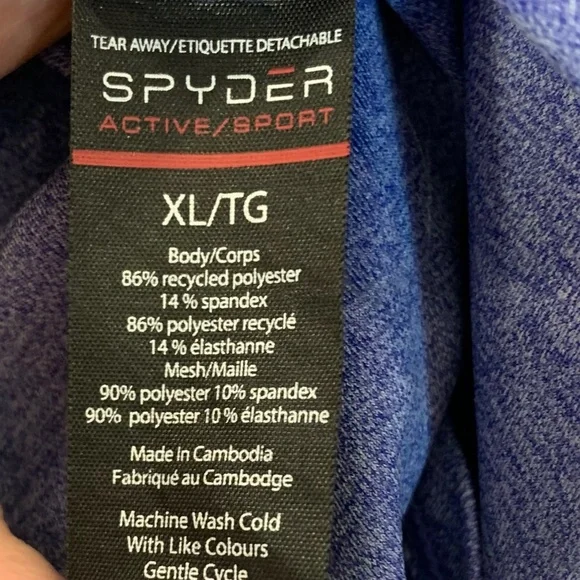 TEAR AWAY/ETIQUETTE DETACHABLE
SPYDER
ACTIVE/SPORT
XL/TG
Body/Corps
86% recycled polyester
14 % spandex
86% polyester recyclé
14 % élasthanne
Mesh/Maille
90% polyester 10% spandex
90% polyester 10 % élasthanne
Made in Cambodia
Fabriqué au Cambodge
Machine Wash Cold
With Like Colours
Gentle Cycle